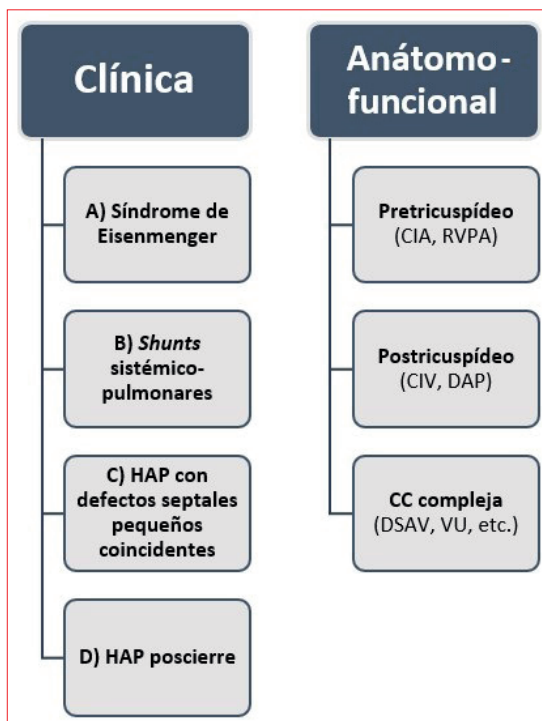 Clínica
A) Síndrome de
Eisenmenger
B) Shunts
sistémico-
pulmonares
C) HAP con
defectos septales
pequeños
coincidentes
D) HAP poscierre
Anátomo-
funcional
Pretricuspídeo
(CIA, RVPA)
Postricuspídeo
(CIV, DAP)
CC compleja
(DSAV, VU, etc.)